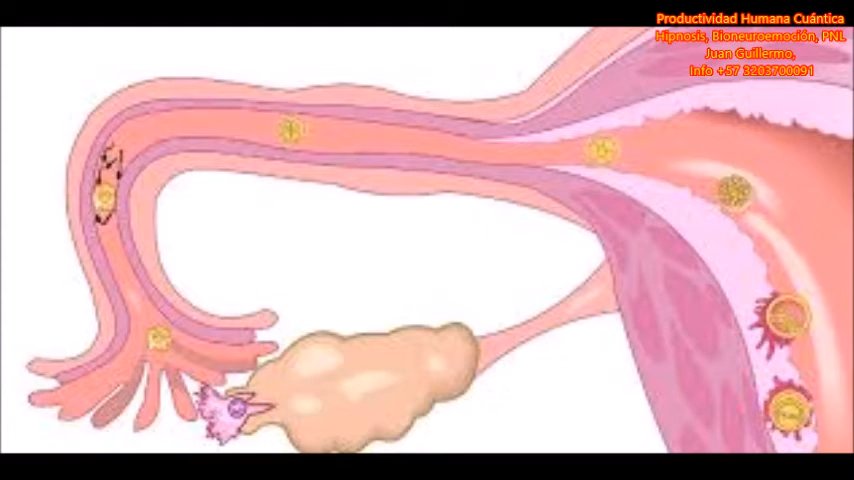 Productividad Humana Cuántica
Hipnosis, Bioneuroemoción, PNL
Juan Guillermo,
Info +57 3203700091